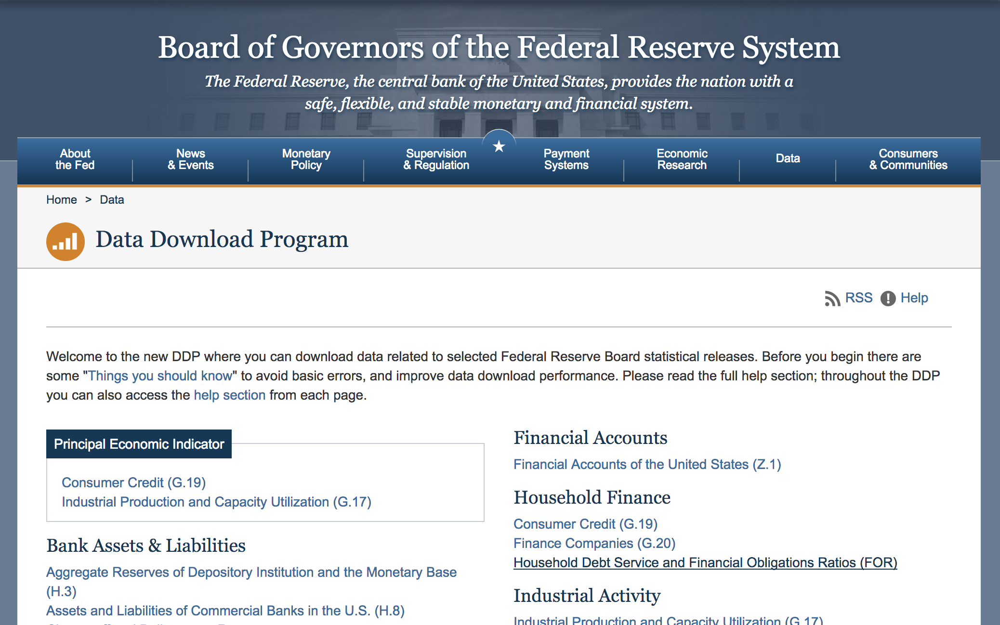 Board of Governors of the Federal Reserve System
The Federal Reserve, the central bank of the United States, provides the nation with a
safe, flexible, and stable monetary and financial system.
About
the Fed
News
& Events
Monetary
Policy
Supervision
& Regulation
Payment
Systems
Economic
Research
Data
Consumers
& Communities
Home > Data
Data Download Program
RSS Help
Welcome to the new DDP where you can download data related to selected Federal Reserve Board statistical releases. Before you begin there are
some "Things you should know" to avoid basic errors, and improve data download performance. Please read the full help section; throughout the DDP
you can also access the help section from each page.
Principal Economic Indicator
Consumer Credit (G.19)
Industrial Production and Capacity Utilization (G.17)
Bank Assets & Liabilities
Aggregate Reserves of Depository Institution and the Monetary Base
(H.3)
Assets and Liabilities of Commercial Banks in the U.S. (H.8)
Financial Accounts
Financial Accounts of the United States (Z.1)
Household Finance
Consumer Credit (G.19)
Finance Companies (G.20)
Household Debt Service and Financial Obligations Ratios (FOR)
Industrial Activity
Industrial Production and Capacity Utilization (G.17)